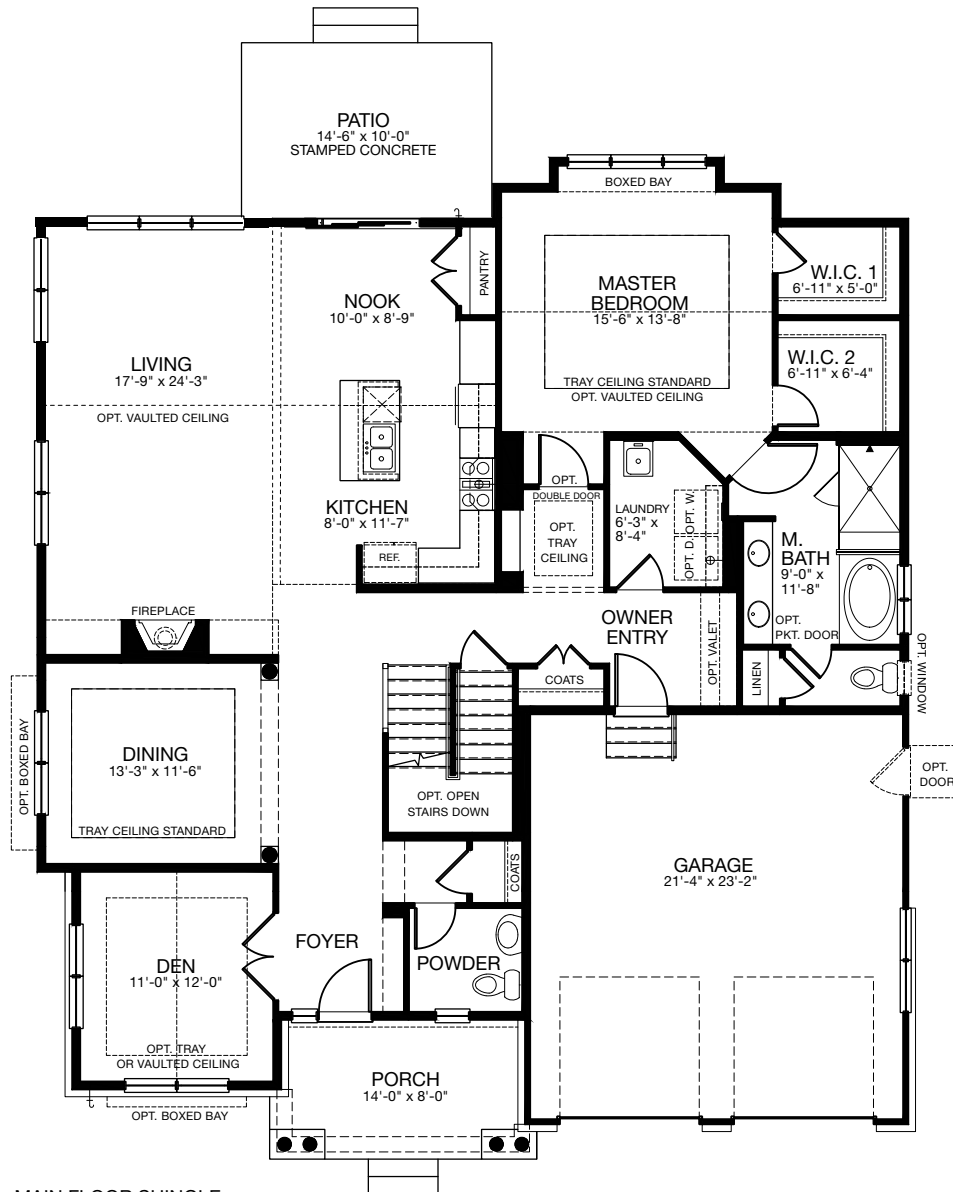 PATIO
14'-6" x 10'-0"
STAMPED CONCRETE
BOXED BAY
PANTRY
W.I.C. 1
6'-11" x 5'-0"
MASTER
BEDROOM
15'-6" x 13'-8"
NOOK
10'-0" x 8'-9"
LIVING
17'-9" x 24'-3"
W.I.C. 2
6'-11" x 6'-4"
TRAY CEILING STANDARD
OPT. VAULTED CEILING
OPT. VAULTED CEILING
OPT.
DOUBLE DOOR
KITCHEN
8'-0" x 11'-7"
REF.
OPT.
TRAY
CEILING
LAUNDRY
6'-3" x
8'-4"
OPT. W.
OPT. D.
M.
BATH
9'-0" x
11'-8"
OPT.
PKT. DOOR
FIREPLACE
OWNER
ENTRY
OPT. VALET
LINEN
OPT. WINDOW
COATS
DINING
13'-3" x 11'-6"
OPT. BOXED BAY
TRAY CEILING STANDARD
OPT. OPEN
STAIRS DOWN
OPT.
DOOR
COATS
GARAGE
21'-4" x 23'-2"
FOYER
POWDER
DEN
11'-0" x 12'-0"
OPT. TRAY
OR VAULTED CEILING
OPT. BOXED BAY
PORCH
14'-0" x 8'-0"
MAIN FLOOR SHINGLE